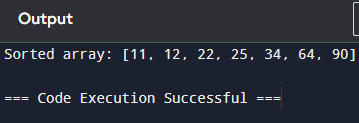 Output
Sorted array: [11, 12, 22, 25, 34, 64, 90]
=== Code Execution Successful ===